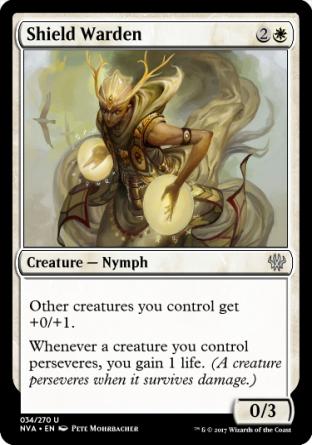 Shield Warden 2
Creature — Nymph
Other creatures you control get
+0/+1.
Whenever a creature you control
perseveres, you gain 1 life. (A creature
perseveres when it survives damage.)
0/3
034/270 U
NVA • EN Pete Mohrbacher
™ & © 2017 Wizards of the Coast